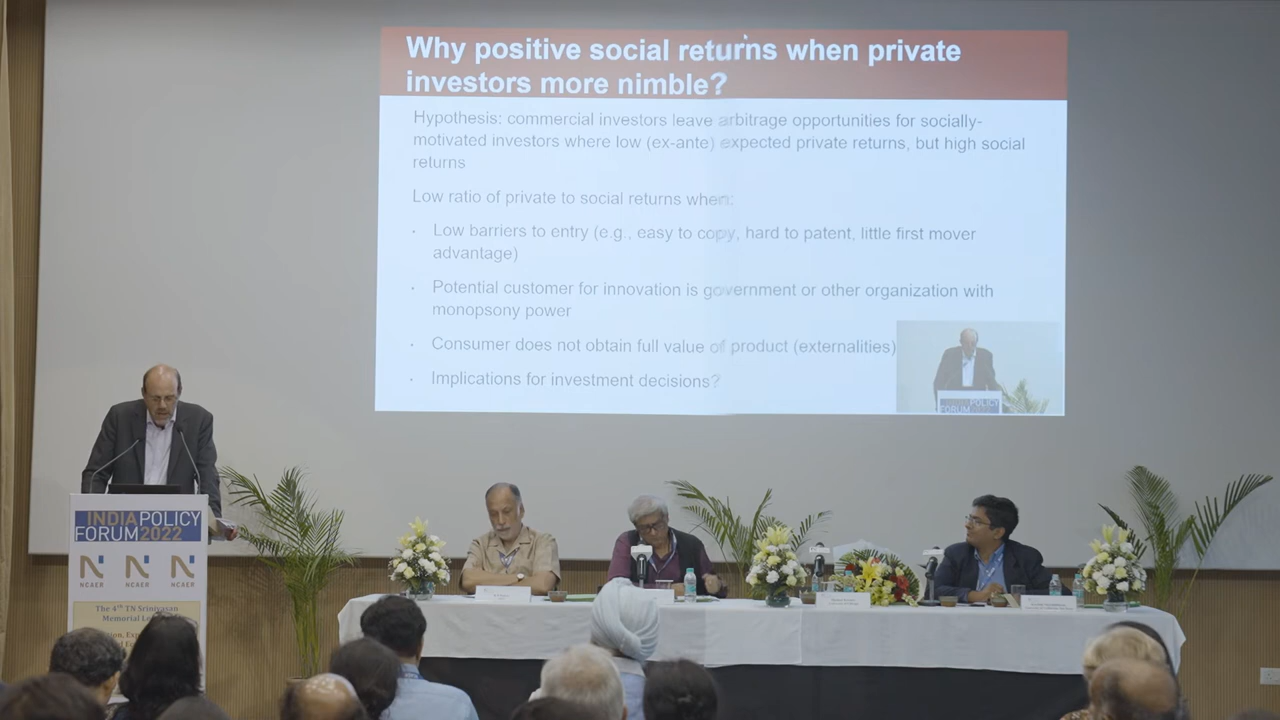 Why positive social returns when private
investors more nimble?
Hypothesis: commercial investors leave arbitrage opportunities for socially-
motivated investors where low (ex-ante) expected private returns, but high social
returns
Low ratio of private to social returns when:
· Low barriers to entry (e.g., easy to copy, hard to patent, little first mover
advantage)
· Potential customer for innovation is government or other organization with
monopsony power
· Consumer does not obtain full value of product (externalities)
· Implications for investment decisions?
POLICY
FORUM
INDIAPOLICY
FORUM2022
N N N
NCAER NCAER NCAER
The 4th TN Srinivasan
Memorial